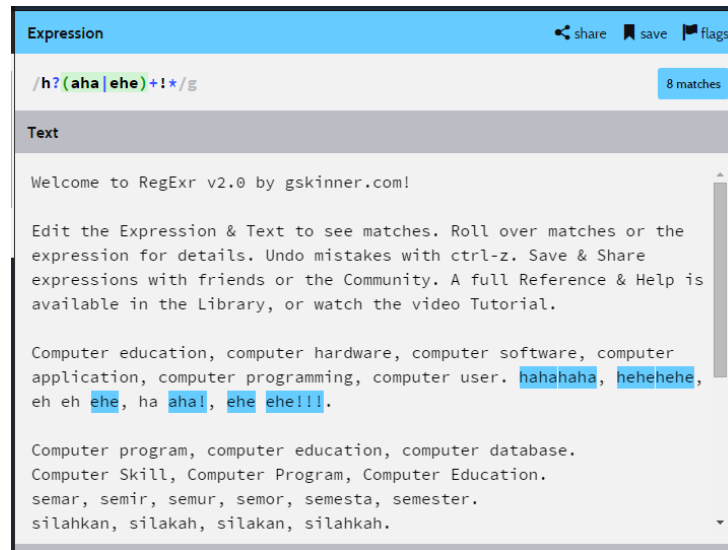 Expression share save flags
/h?(aha|ehe)+!*/g 8 matches
Text
Welcome to RegExr v2.0 by gskinner.com!
Edit the Expression & Text to see matches. Roll over matches or the
expression for details. Undo mistakes with ctrl-z. Save & Share
expressions with friends or the Community. A full Reference & Help is
available in the Library, or watch the video Tutorial.
Computer education, computer hardware, computer software, computer
application, computer programming, computer user. hahahaha, hehehehe,
eh eh ehe, ha aha!, ehe ehe!!!.
Computer program, computer education, computer database.
Computer Skill, Computer Program, Computer Education.
semar, semir, semur, semor, semesta, semester.
silahkan, silakah, silakan, silahkah.